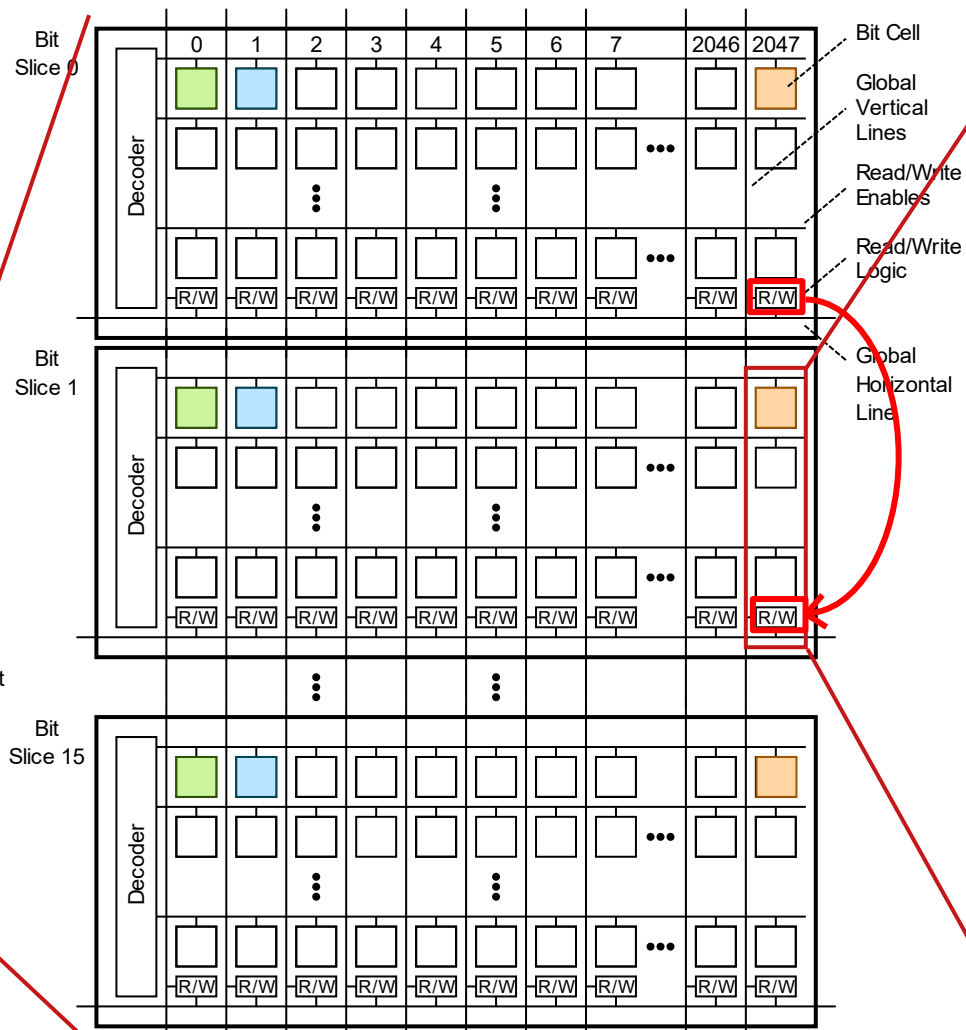 Bit
Slice 0
0 1 2 3 4 5 6 7 2046 2047
Decoder
R/W R/W R/W R/W R/W R/W R/W R/W R/W R/W
Bit Cell
Global
Vertical
Lines
Read/Write
Enables
Read/Write
Logic
Global
Horizontal
Line
Bit
Slice 1
Decoder
R/W R/W R/W R/W R/W R/W R/W R/W R/W R/W
Bit
Slice 15
Decoder
R/W R/W R/W R/W R/W R/W R/W R/W R/W R/W